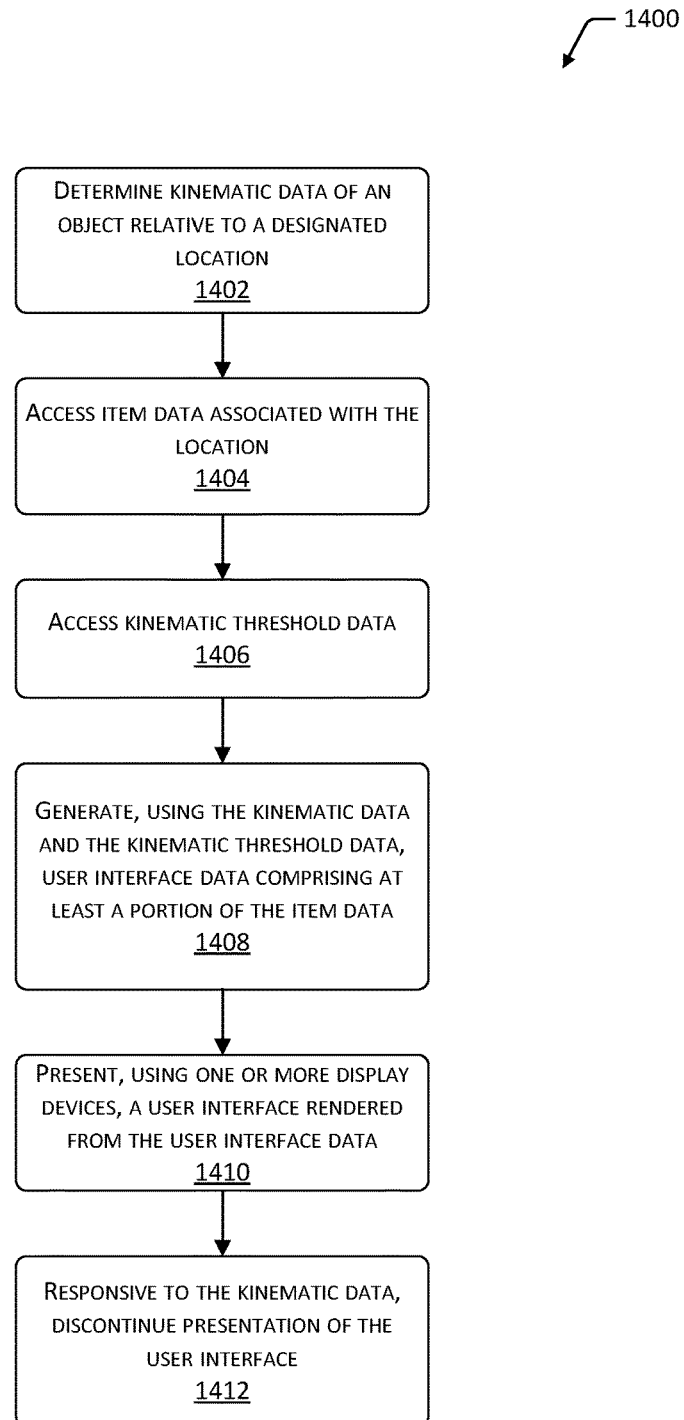 1400
DETERMINE KINEMATIC DATA OF AN
OBJECT RELATIVE TO A DESIGNATED
LOCATION
1402
ACCESS ITEM DATA ASSOCIATED WITH THE
LOCATION
1404
ACCESS KINEMATIC THRESHOLD DATA
1406
GENERATE, USING THE KINEMATIC DATA
AND THE KINEMATIC THRESHOLD DATA,
USER INTERFACE DATA COMPRISING AT
LEAST A PORTION OF THE ITEM DATA
1408
PRESENT, USING ONE OR MORE DISPLAY
DEVICES, A USER INTERFACE RENDERED
FROM THE USER INTERFACE DATA
1410
RESPONSIVE TO THE KINEMATIC DATA,
DISCONTINUE PRESENTATION OF THE
USER INTERFACE
1412